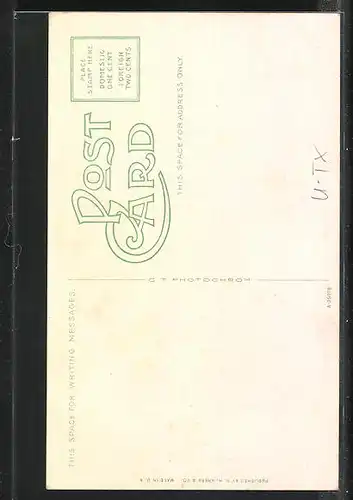 THIS SPACE FOR WRITING MESSAGES.
POST CARD
THIS SPACE FOR ADDRESS ONLY.
PLACE
STAMP HERE
DOMESTIC
ONE CENT
FOREIGN
TWO CENTS
U-TX